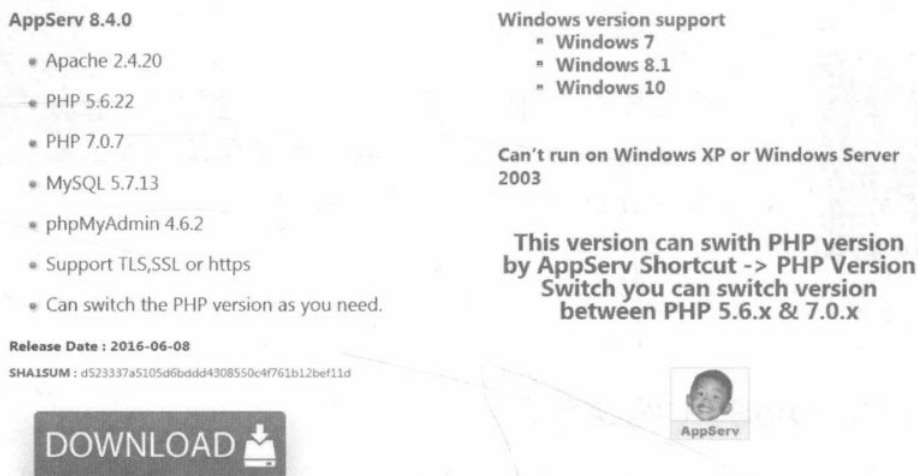 AppServ 8.4.0
Apache 2.4.20
PHP 5.6.22
PHP 7.0.7
MySQL 5.7.13
phpMyAdmin 4.6.2
Support TLS,SSL or https
Can switch the PHP version as you need.
Release Date : 2016-06-08
SHA1SUM : d523337a5105d6bddd4308550c4f761b12bef11d
DOWNLOAD
Windows version support
Windows 7
Windows 8.1
Windows 10
Can't run on Windows XP or Windows Server
2003
This version can swith PHP version
by AppServ Shortcut -> PHP Version
Switch you can switch version
between PHP 5.6.x & 7.0.x
AppServ